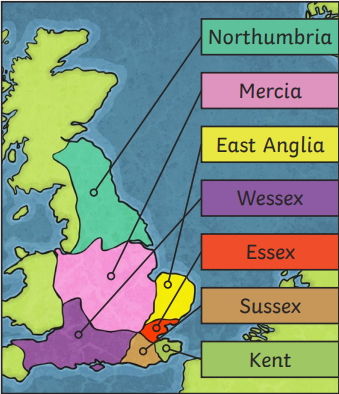 Northumbria
Mercia
East Anglia
Wessex
Essex
Sussex
Kent